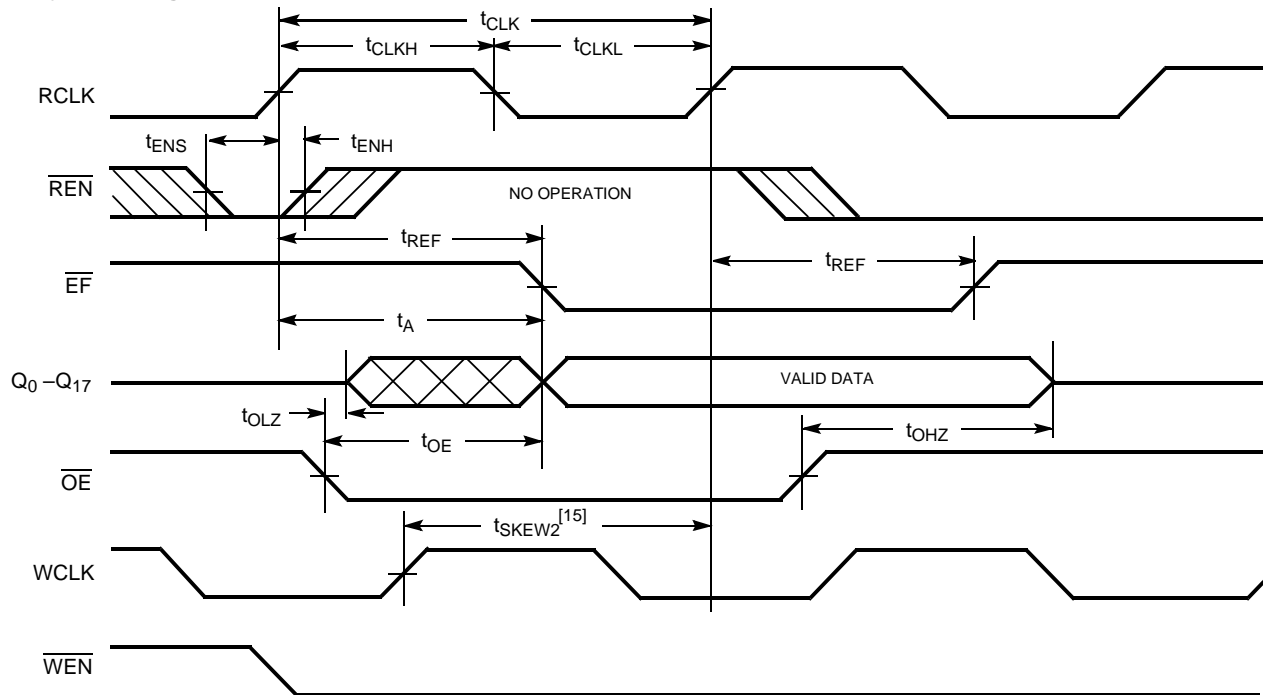 tCLK
tCLKH
tCLKL
RCLK
tENS
tENH
REN
NO OPERATION
tREF
tREF
EF
tA
Q0 –Q17
VALID DATA
tOLZ
tOE
tOHZ
OE
tSKEW2[15]
WCLK
WEN